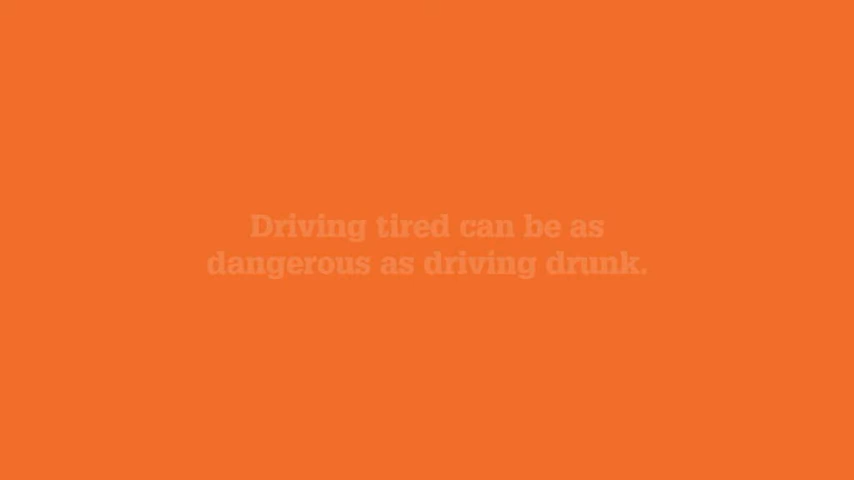 Driving tired can be as
dangerous as driving drunk.